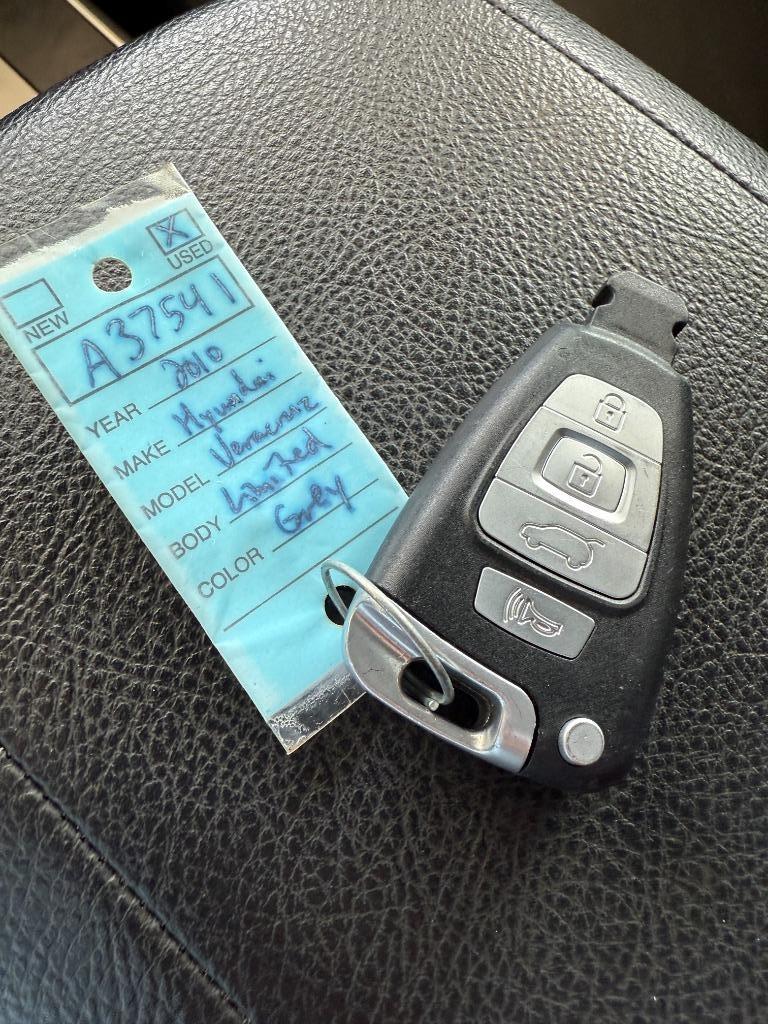 X
NEW USED
A37541
YEAR 2010
MAKE Hyundai
MODEL Veracruz
BODY Limited
COLOR Grey